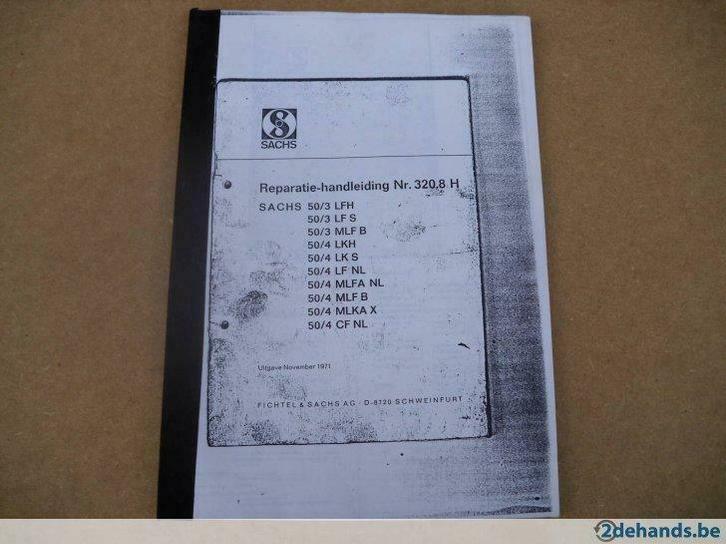 SACHS
Reparatie-handleiding Nr. 320.8 H
SACHS 50/3 LFH
50/3 LF S
50/3 MLF B
50/4 LKH
50/4 LK S
50/4 LF NL
50/4 MLFA NL
50/4 MLF B
50/4 MLKA X
50/4 CF NL
Uitgave November 1971
FICHTEL & SACHS AG · D-8720 SCHWEINFURT
2dehands.be